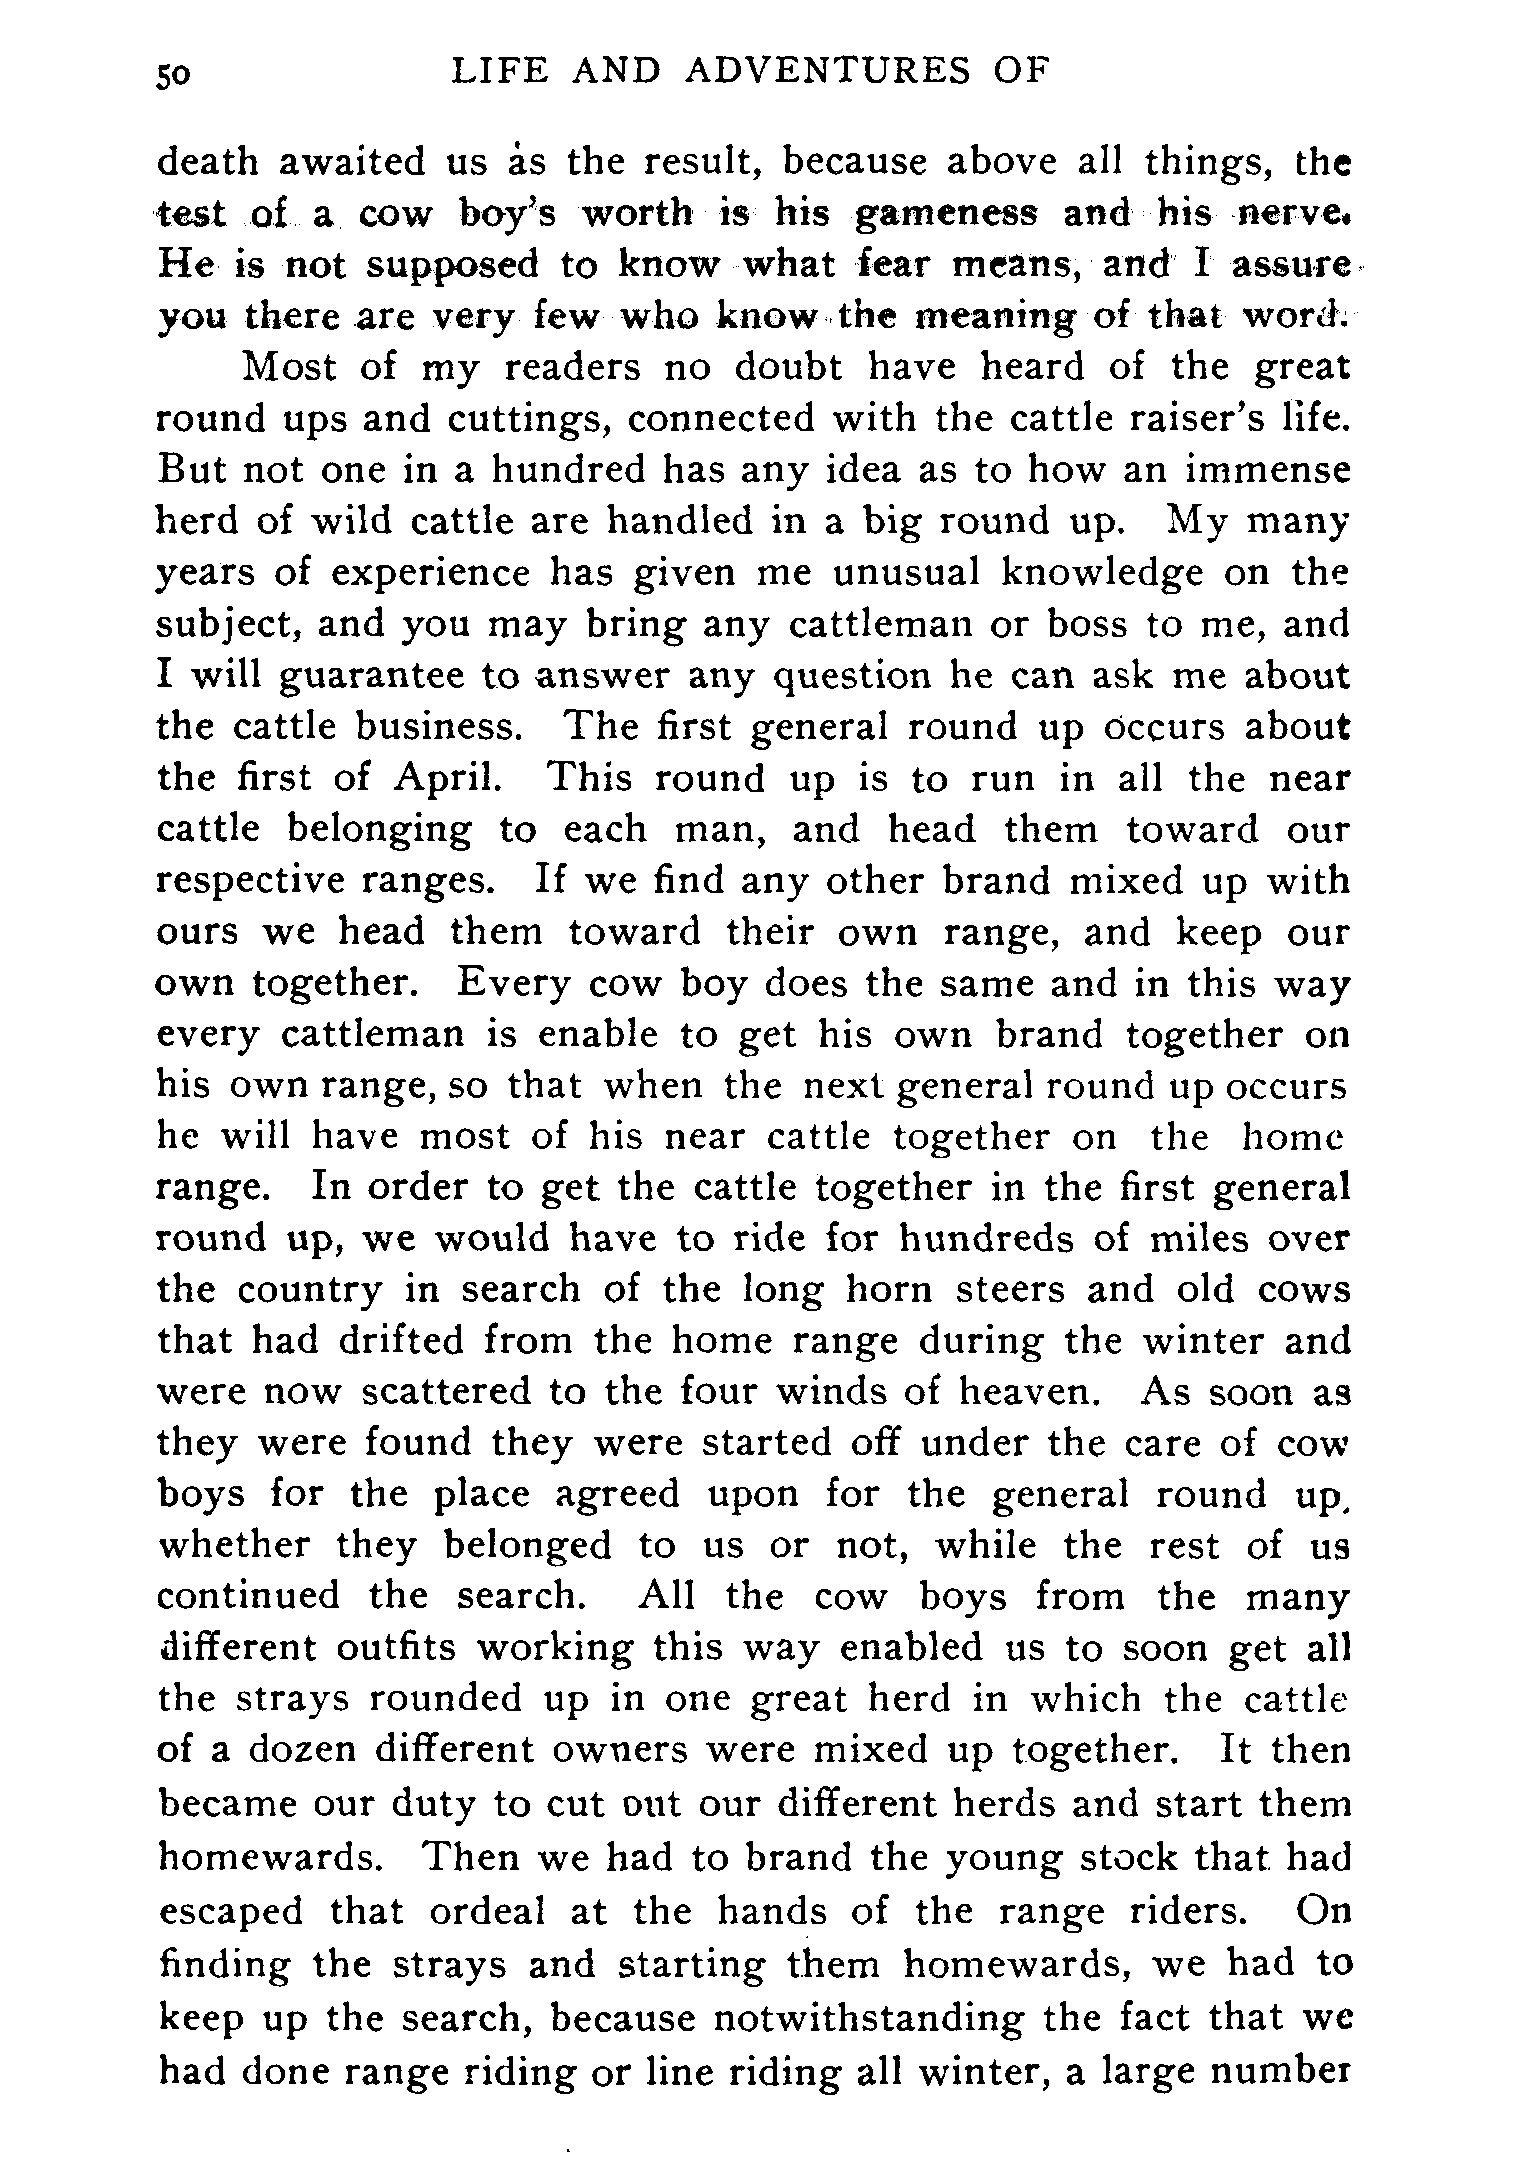 50 LIFE AND ADVENTURES OF
death awaited us as the result, because above all things, the
test of a cow boy's worth is his gameness and his nerve.
He is not supposed to know what fear means, and I assure
you there are very few who know the meaning of that word.
Most of my readers no doubt have heard of the great
round ups and cuttings, connected with the cattle raiser's life.
But not one in a hundred has any idea as to how an immense
herd of wild cattle are handled in a big round up. My many
years of experience has given me unusual knowledge on the
subject, and you may bring any cattleman or boss to me, and
I will guarantee to answer any question he can ask me about
the cattle business. The first general round up occurs about
the first of April. This round up is to run in all the near
cattle belonging to each man, and head them toward our
respective ranges. If we find any other brand mixed up with
ours we head them toward their own range, and keep our
own together. Every cow boy does the same and in this way
every cattleman is enable to get his own brand together on
his own range, so that when the next general round up occurs
he will have most of his near cattle together on the home
range. In order to get the cattle together in the first general
round up, we would have to ride for hundreds of miles over
the country in search of the long horn steers and old cows
that had drifted from the home range during the winter and
were now scattered to the four winds of heaven. As soon as
they were found they were started off under the care of cow
boys for the place agreed upon for the general round up.
whether they belonged to us or not, while the rest of us
continued the search. All the cow boys from the many
different outfits working this way enabled us to soon get all
the strays rounded up in one great herd in which the cattle
of a dozen different owners were mixed up together. It then
became our duty to cut out our different herds and start them
homewards. Then we had to brand the young stock that had
escaped that ordeal at the hands of the range riders. On
finding the strays and starting them homewards, we had to
keep up the search, because notwithstanding the fact that we
had done range riding or line riding all winter, a large number